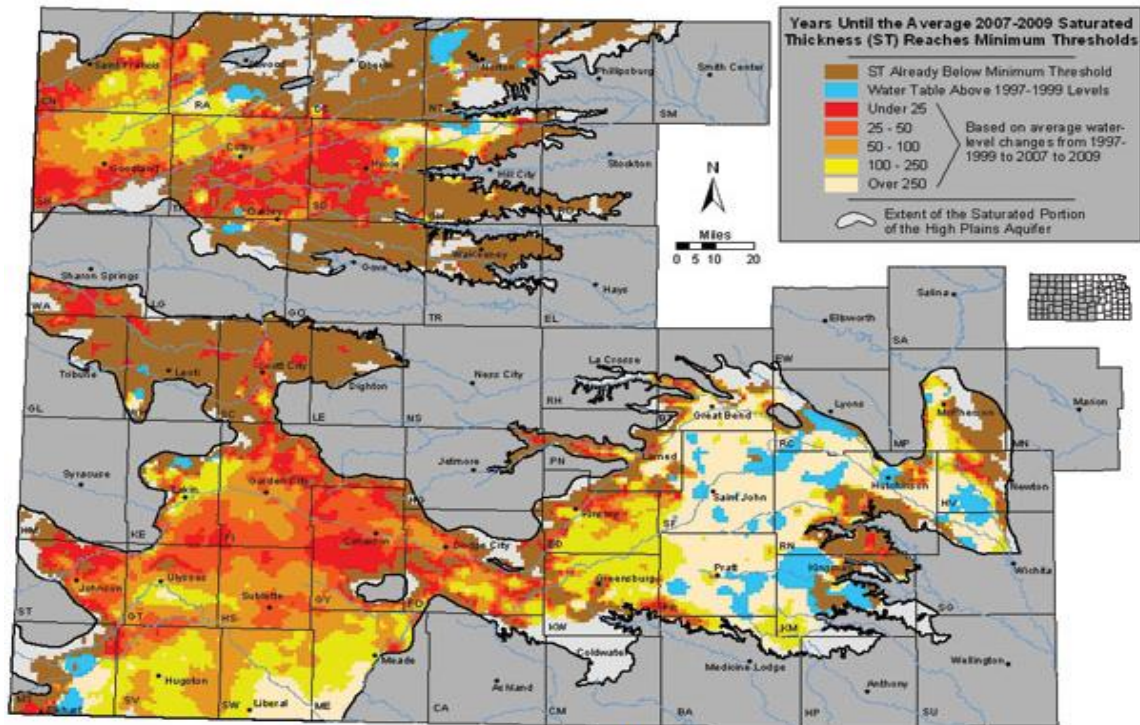 Years Until the Average 2007-2009 Saturated
Thickness (ST) Reaches Minimum Thresholds
ST Already Below Minimum Threshold
Water Table Above 1997-1999 Levels
Under 25
25 - 50
50 - 100
100 - 250
Over 250
Based on average water-
level changes from 1997-
1999 to 2007 to 2009
Extent of the Saturated Portion
of the High Plains Aquifer
N
Miles
0 5 10 20
Saint Francis
Oberlin
Norton
Phillipsburg
Smith Center
CN
RA
NT
SM
Goodland
Colby
Hoxie
Hill City
Stockton
SD
Oakley
Sharon Springs
Gove
WaKeeney
Hays
WA
LG
GO
TR
EL
Tribune
Leoti
Scott City
Dighton
Ness City
La Crosse
Great Bend
Ellsworth
Salina
EW
SA
Lyons
McPherson
Marion
GL
SC
LE
NS
RH
RC
MP
MN
Syracuse
Lakin
Garden City
Jetmore
Larned
PN
Saint John
Hutchinson
Newton
KE
FI
SF
RN
HV
Cimarron
Dodge City
Kinsley
ED
Johnson
Ulysses
Sublette
Greensburg
Pratt
Kingman
Wichita
ST
GT
HS
GY
FO
KW
KM
SG
Hugoton
Liberal
Meade
Ashland
Coldwater
Medicine Lodge
Anthony
Wellington
SV
SW
ME
CA
CM
BA
HP
SU